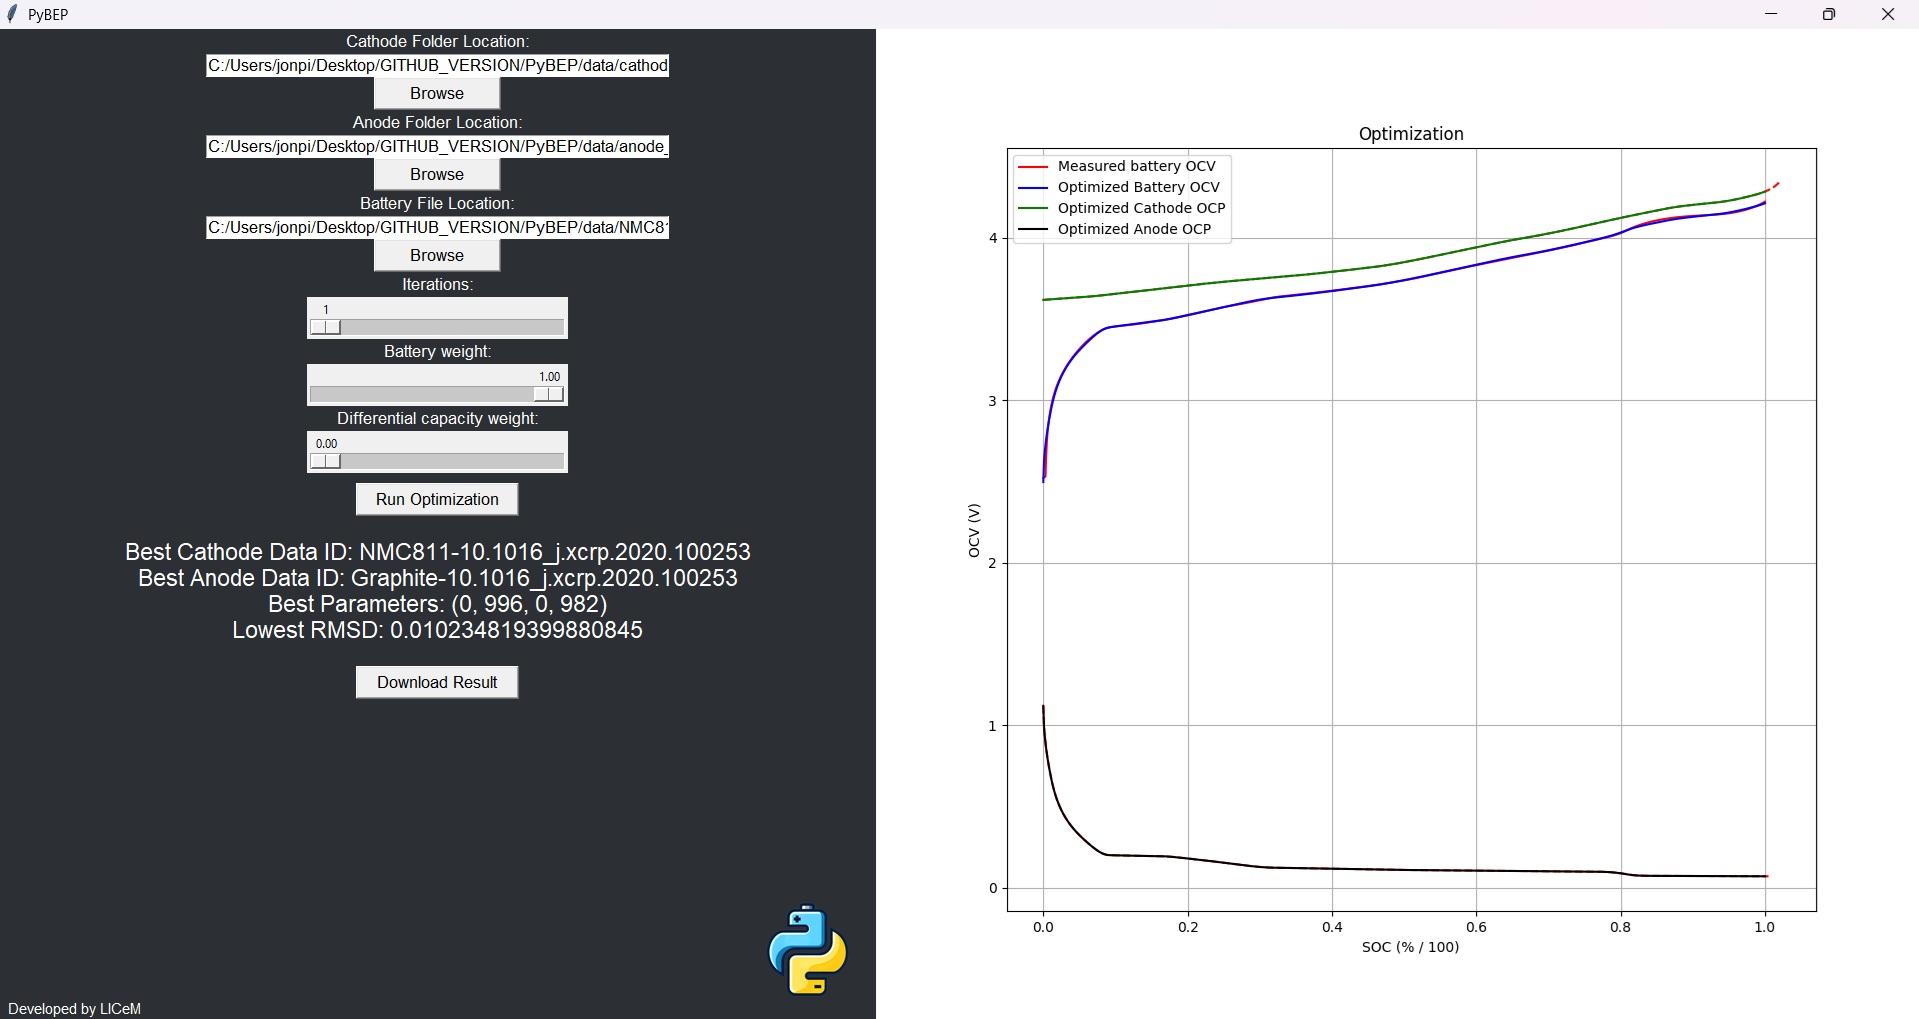 PyBEP
Cathode Folder Location:
C:/Users/jonpi/Desktop/GITHUB_VERSION/PyBEP/data/cathod
Browse
Anode Folder Location:
C:/Users/jonpi/Desktop/GITHUB_VERSION/PyBEP/data/anode_
Browse
Battery File Location:
C:/Users/jonpi/Desktop/GITHUB_VERSION/PyBEP/data/NMC81
Browse
Iterations:
1
Battery weight:
1.00
Differential capacity weight:
0.00
Run Optimization
Best Cathode Data ID: NMC811-10.1016_j.xcrp.2020.100253
Best Anode Data ID: Graphite-10.1016_j.xcrp.2020.100253
Best Parameters: (0, 996, 0, 982)
Lowest RMSD: 0.010234819399880845
Download Result
Developed by LICeM
Optimization
Measured battery OCV
Optimized Battery OCV
Optimized Cathode OCP
Optimized Anode OCP
OCV (V)
4
3
2
1
0
0.0 0.2 0.4 0.6 0.8 1.0
SOC (% / 100)